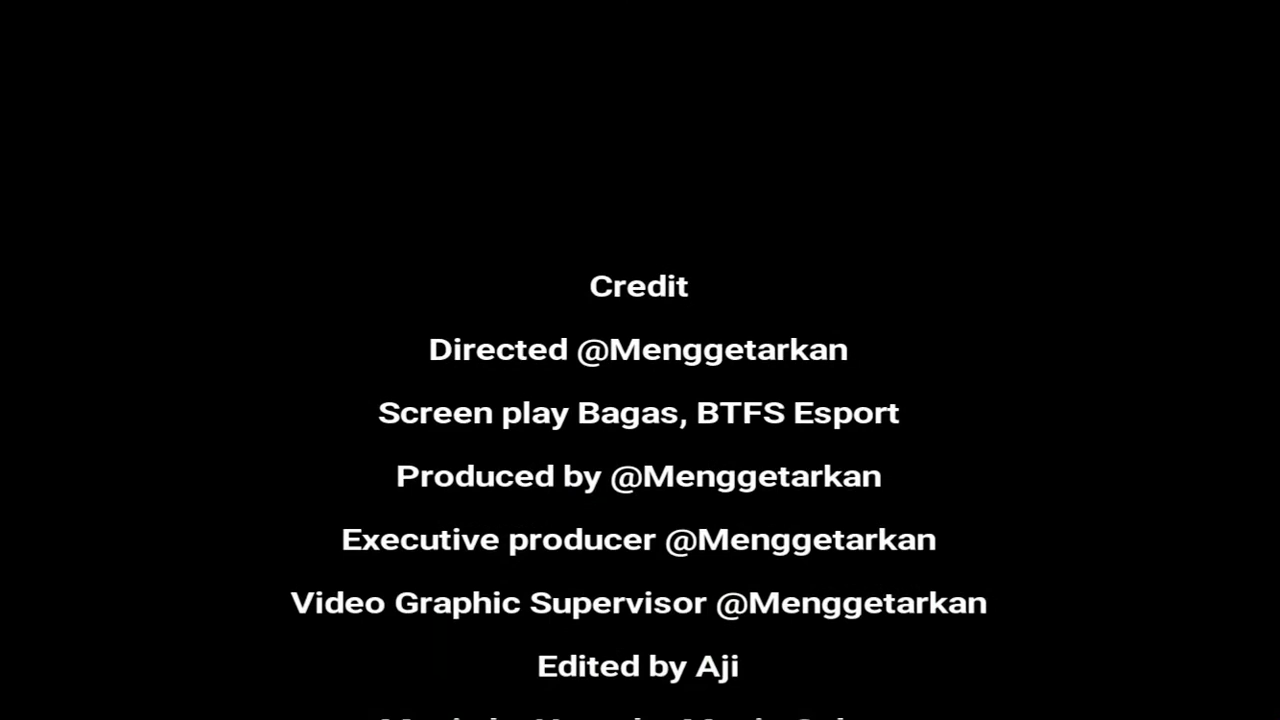 Credit
Directed @Menggetarkan
Screen play Bagas, BTFS Esport
Produced by @Menggetarkan
Executive producer @Menggetarkan
Video Graphic Supervisor @Menggetarkan
Edited by Aji